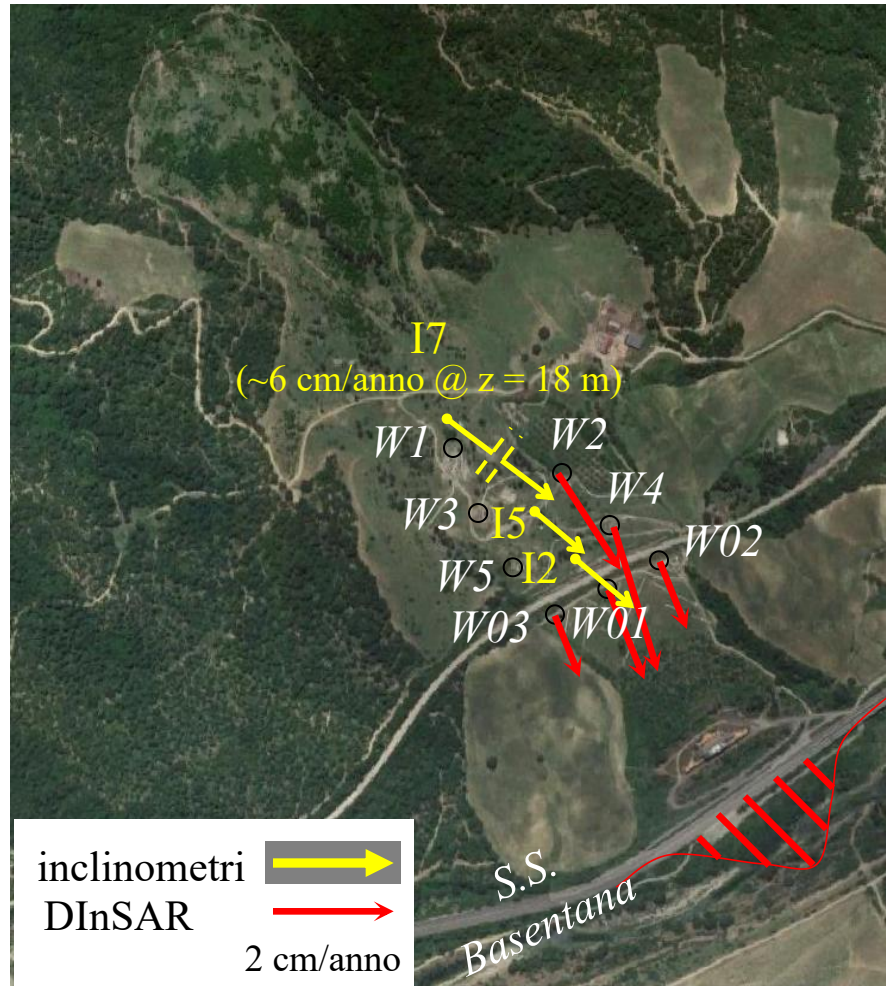 I7
(~6 cm/anno @ z = 18 m)
W1
W2
W3
I5
W4
W5
I2
W02
W03
W01
S.S.
Basentana
inclinometri
DInSAR
2 cm/anno